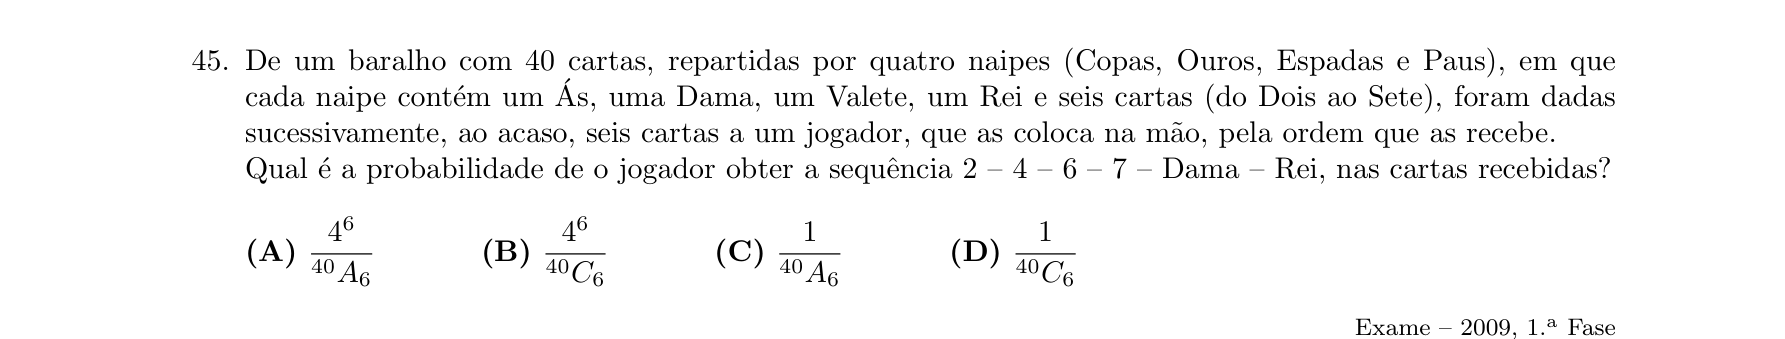 45. De um baralho com 40 cartas, repartidas por quatro naipes (Copas, Ouros, Espadas e Paus), em que
cada naipe contém um Ás, uma Dama, um Valete, um Rei e seis cartas (do Dois ao Sete), foram dadas
sucessivamente, ao acaso, seis cartas a um jogador, que as coloca na mão, pela ordem que as recebe.
Qual é a probabilidade de o jogador obter a sequência 2 – 4 – 6 – 7 – Dama – Rei, nas cartas recebidas?
(A) $\frac{4^6}{^{40}A_6}$ (B) $\frac{4^6}{^{40}C_6}$ (C) $\frac{1}{^{40}A_6}$ (D) $\frac{1}{^{40}C_6}$
Exame – 2009, 1.ª Fase